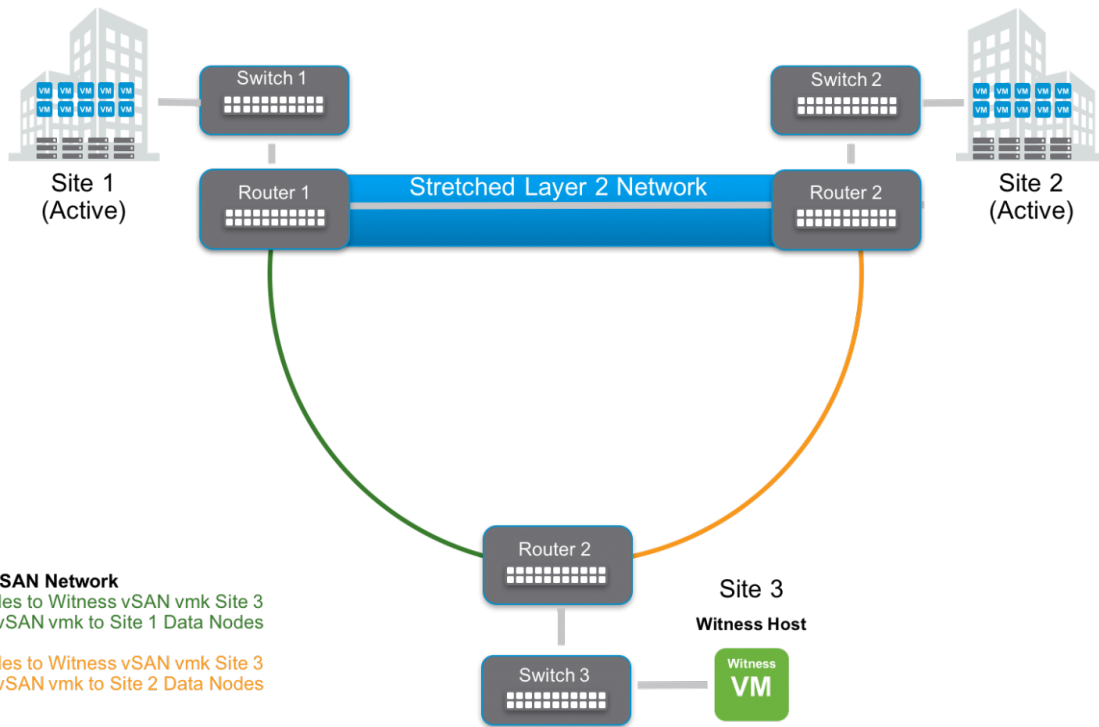 Switch 1
Switch 2
VM VM VM VM VM
VM VM VM VM VM
VM VM VM VM VM
VM VM VM VM VM
Site 1
(Active)
Router 1
Stretched Layer 2 Network
Router 2
Site 2
(Active)
Router 2
Site 3
Witness Host
Switch 3
Witness
VM
SAN Network
les to Witness vSAN vmk Site 3
vSAN vmk to Site 1 Data Nodes
les to Witness vSAN vmk Site 3
vSAN vmk to Site 2 Data Nodes